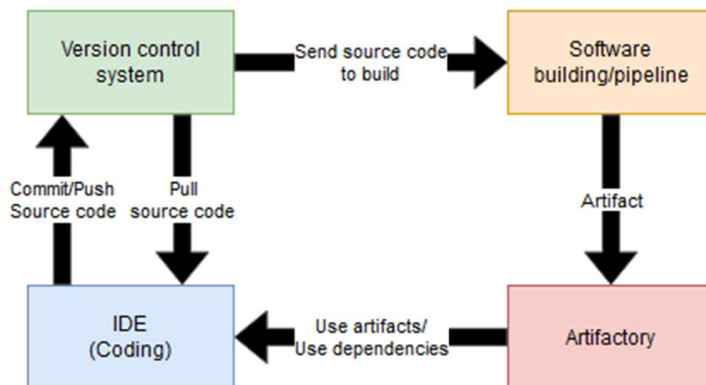 Version control
system
Send source code
to build
Software
building/pipeline
Commit/Push
Source code
Pull
source code
Artifact
IDE
(Coding)
Use artifacts/
Use dependencies
Artifactory